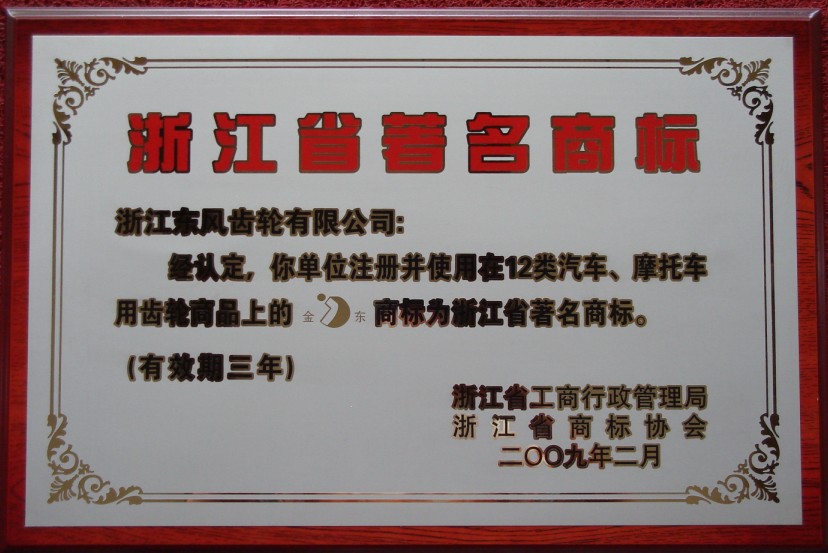 浙江省著名商标
浙江东风齿轮有限公司:
经认定, 你单位注册并使用在12类汽车、摩托车
用齿轮商品上的 金 东 商标为浙江省著名商标。
(有效期三年)
浙江省工商行政管理局
浙江省商标协会
二〇〇九年二月